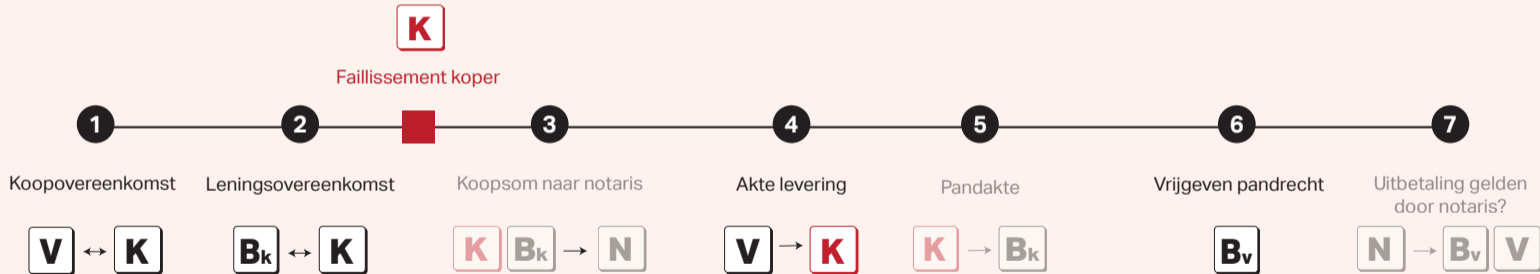 K
Faillissement koper
1 2 3 4 5 6 7
Koopovereenkomst Leningsovereenkomst Koopsom naar notaris Akte levering Pandakte Vrijgeven pandrecht Uitbetaling gelden
door notaris?
V ↔ K Bk ↔ K K Bk → N V → K K → Bk Bv N → Bv V